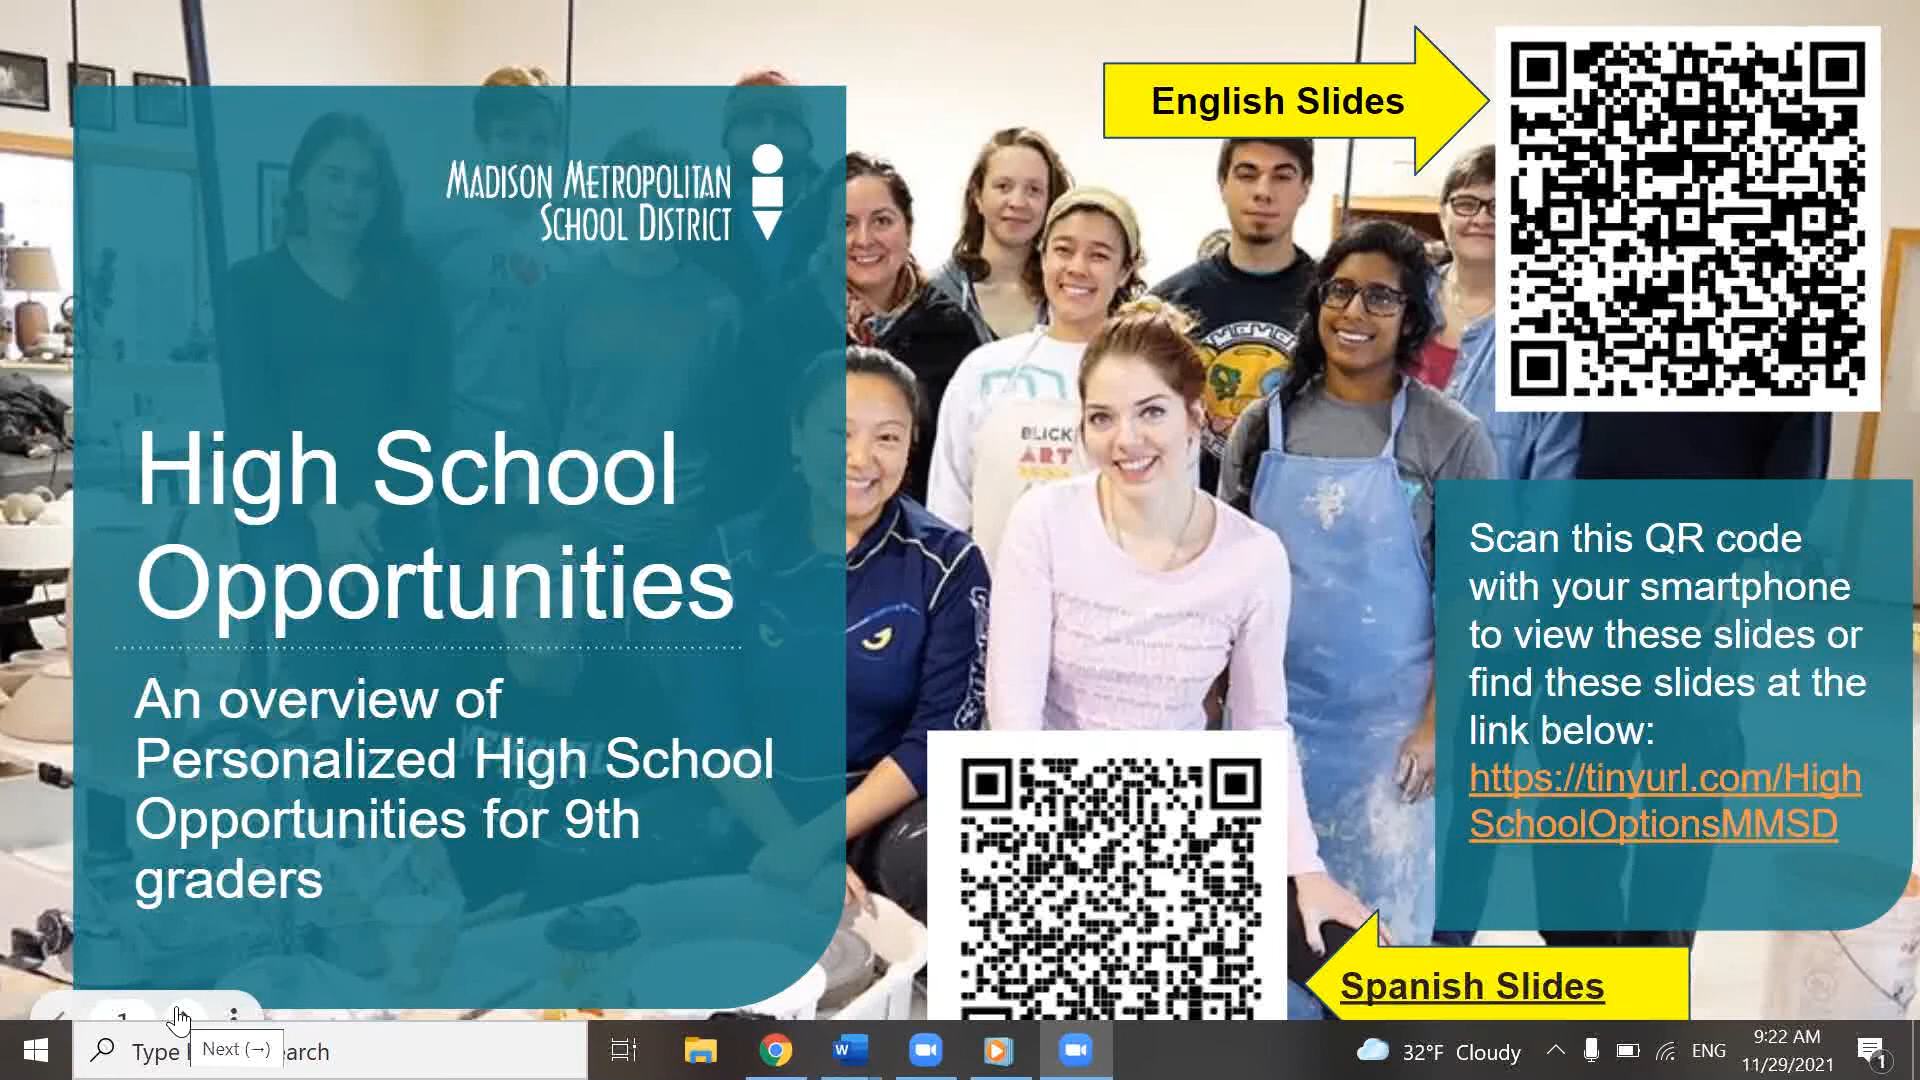 MADISON METROPOLITAN
SCHOOL DISTRICT
High School
Opportunities
An overview of
Personalized High School
Opportunities for 9th
graders
English Slides
BLICK
ART
Scan this QR code
with your smartphone
to view these slides or
find these slides at the
link below:
https://tinyurl.com/High
SchoolOptionsMMSD
Spanish Slides
1
Type
Next (→)
earch
32°F Cloudy
ENG
9:22 AM
11/29/2021
1